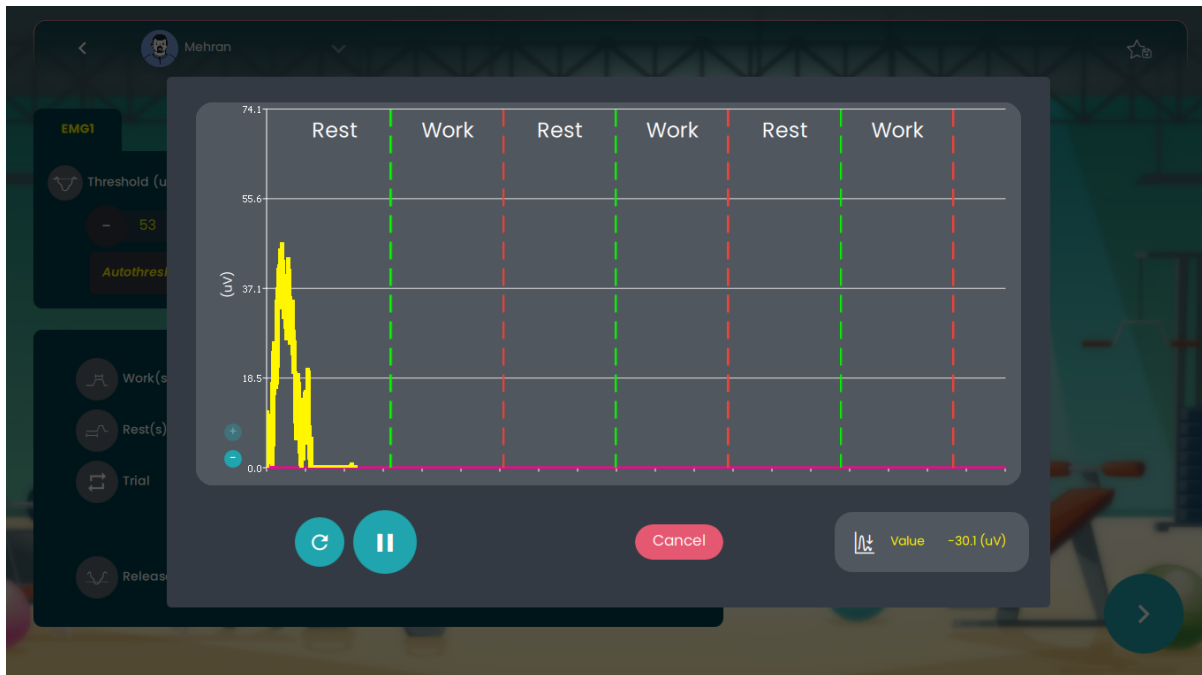 Mehran
EMG1
Threshold (u
- 53
Autothres
Work(s
Rest(s)
Trial
Releas
74.1
55.6
37.1
18.5
0.0
(uV)
Rest Work Rest Work Rest Work
+
-
Cancel
Value -30.1 (uV)